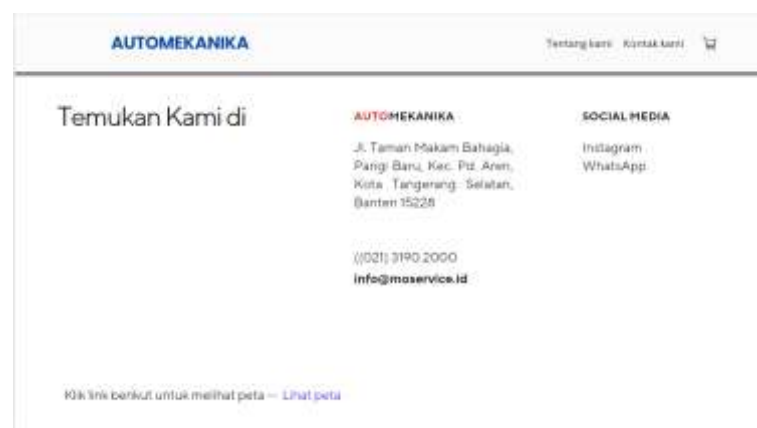 AUTOMEKANIKA
Tentang kami Kontak kami
Temukan Kami di
AUTOMEKANIKA
SOCIAL MEDIA
Jl. Taman Makam Bahagia,
Parigi Baru, Kec. Pd. Aren,
Kota Tangerang Selatan,
Banten 15228
Instagram
WhatsApp
((021) 3190 2000
info@moservice.id
Klik link berikut untuk melihat peta — Lihat peta